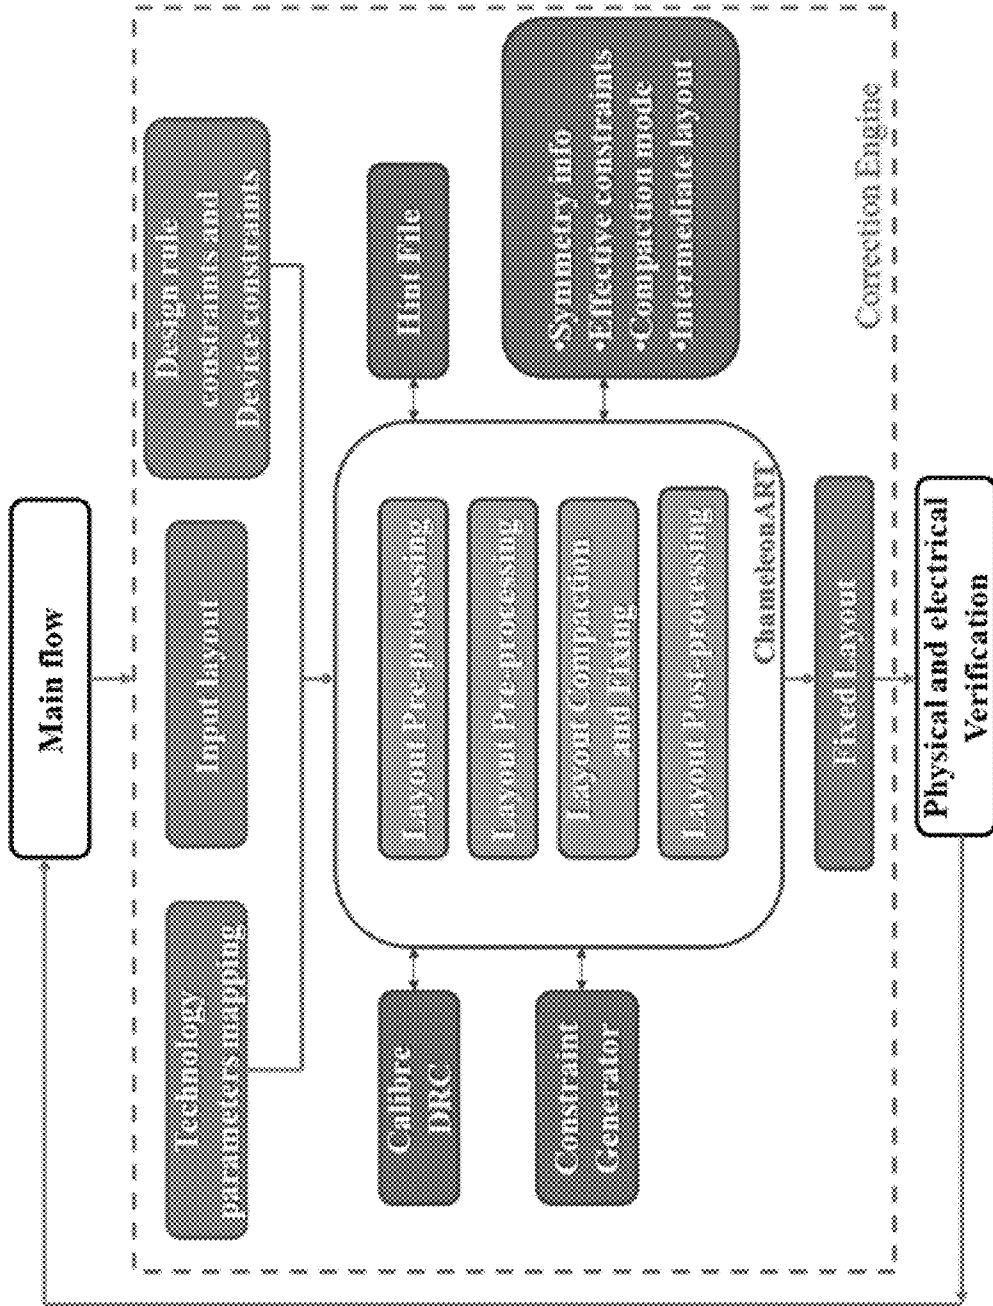 Main flow
Technology
parameters mapping
Input layout
Design rule
constraints and
Device constraints
Calibre
DRC
Constraint
Generator
Layout Pre-processing
Layout Pre-processing
Layout Compaction
and Fixing
Layout Post-processing
ChameleonART
Hint File
•Symmetry info
•Effective constraints
•Compaction mode
•Intermediate layout
Fixed Layout
Correction Engine
Physical and electrical
Verification